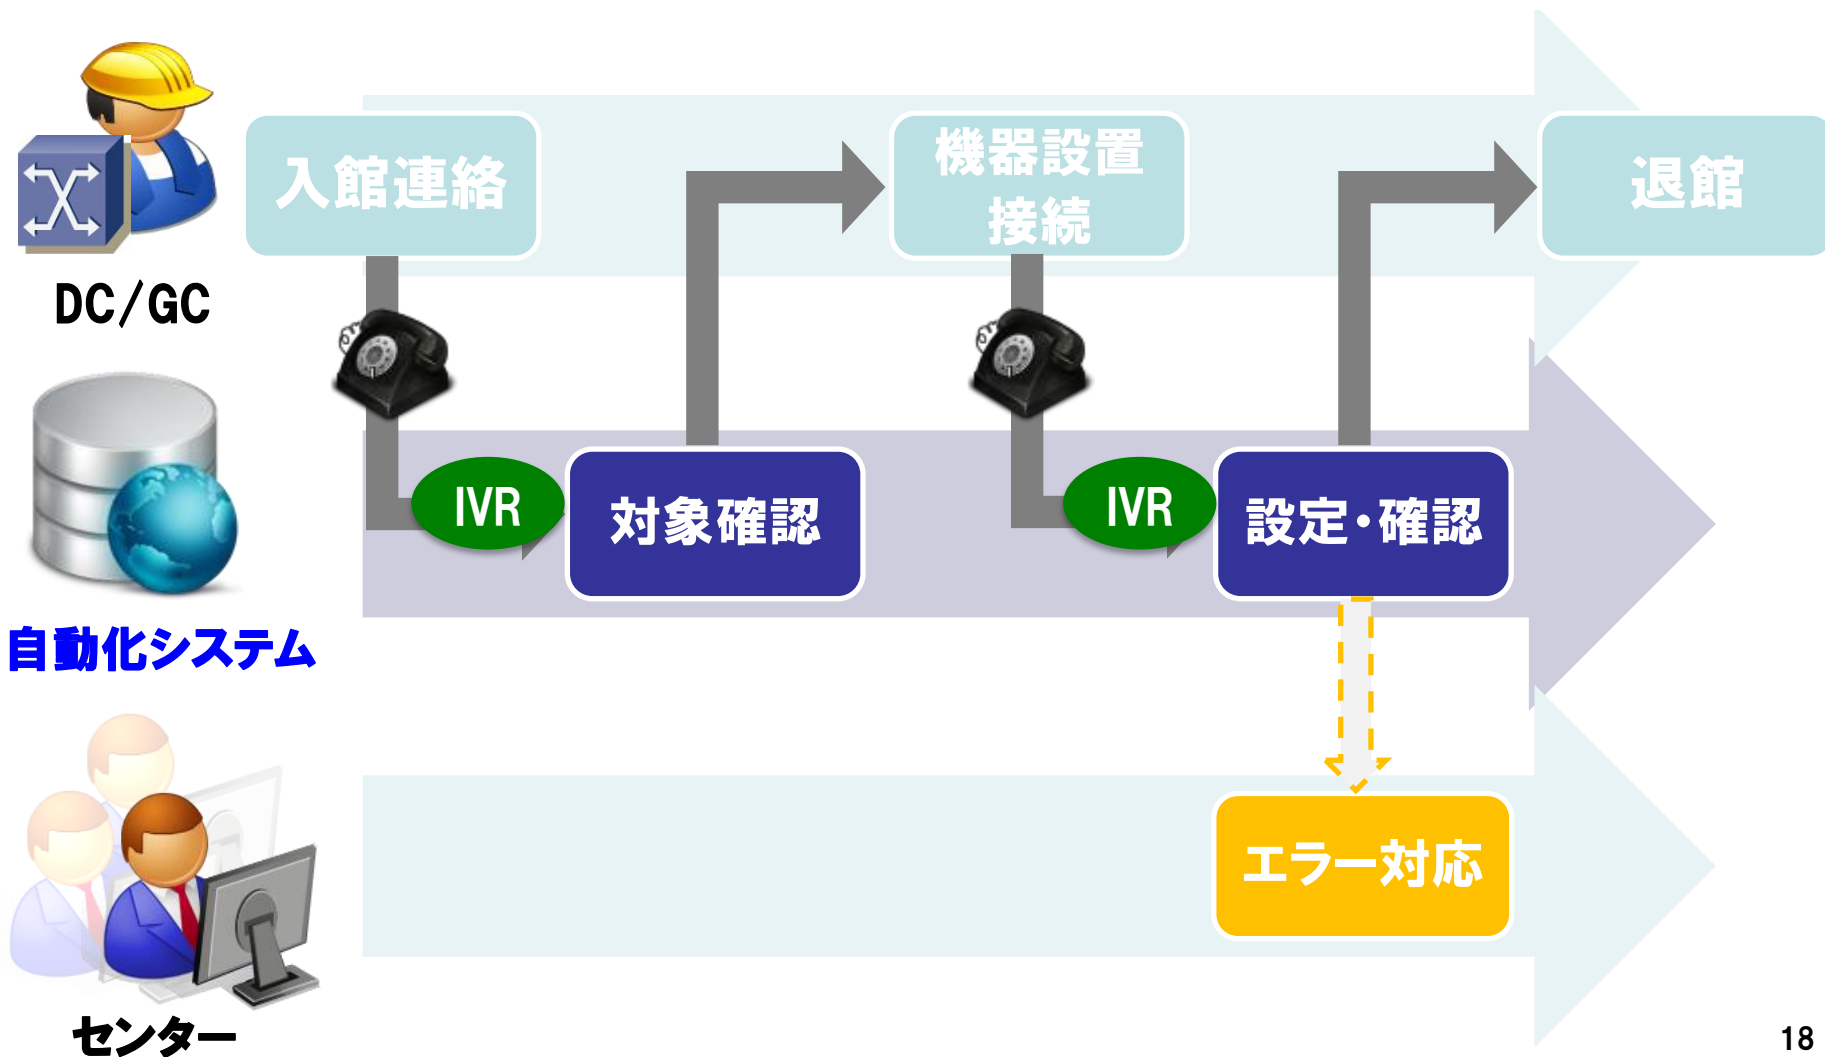 入館連絡
機器設置
接続
退館
DC/GC
IVR
対象確認
IVR
設定・確認
自動化システム
エラー対応
センター
18